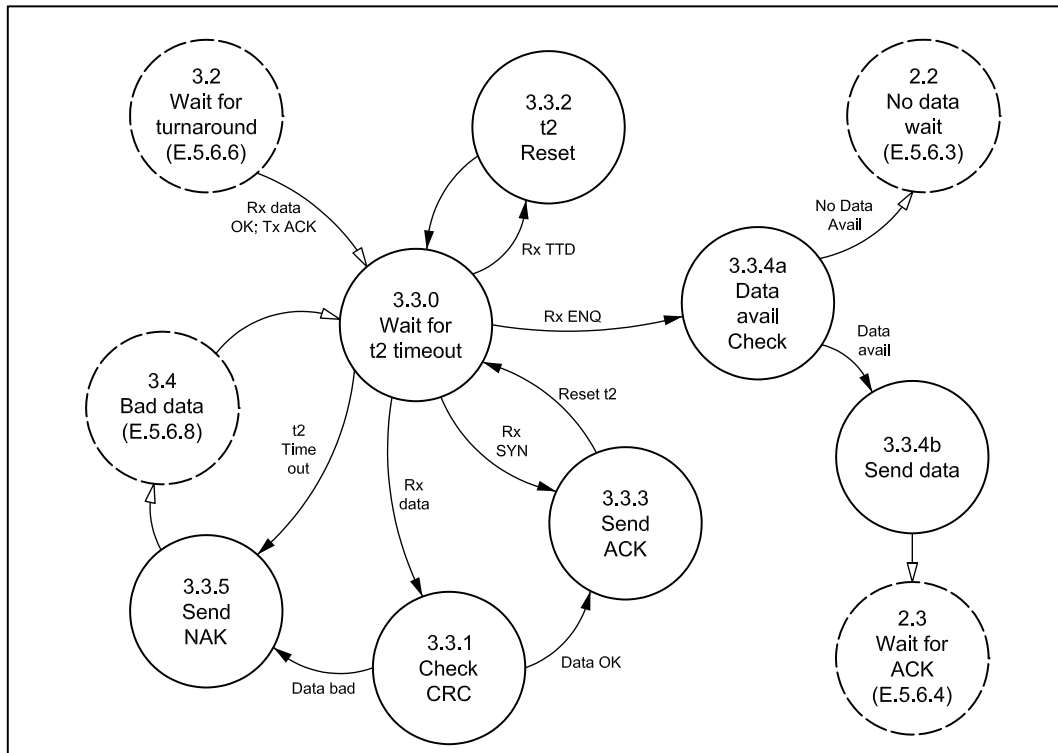 3.2
Wait for
turnaround
(E.5.6.6)
3.3.2
t2
Reset
2.2
No data
wait
(E.5.6.3)
Rx data
OK; Tx ACK
Rx TTD
No Data
Avail
3.3.0
Wait for
t2 timeout
Rx ENQ
3.3.4a
Data
avail
Check
Data
avail
3.4
Bad data
(E.5.6.8)
t2
Time
out
Rx
data
Rx
SYN
Reset t2
3.3.4b
Send data
3.3.3
Send
ACK
3.3.5
Send
NAK
Data bad
3.3.1
Check
CRC
Data OK
2.3
Wait for
ACK
(E.5.6.4)